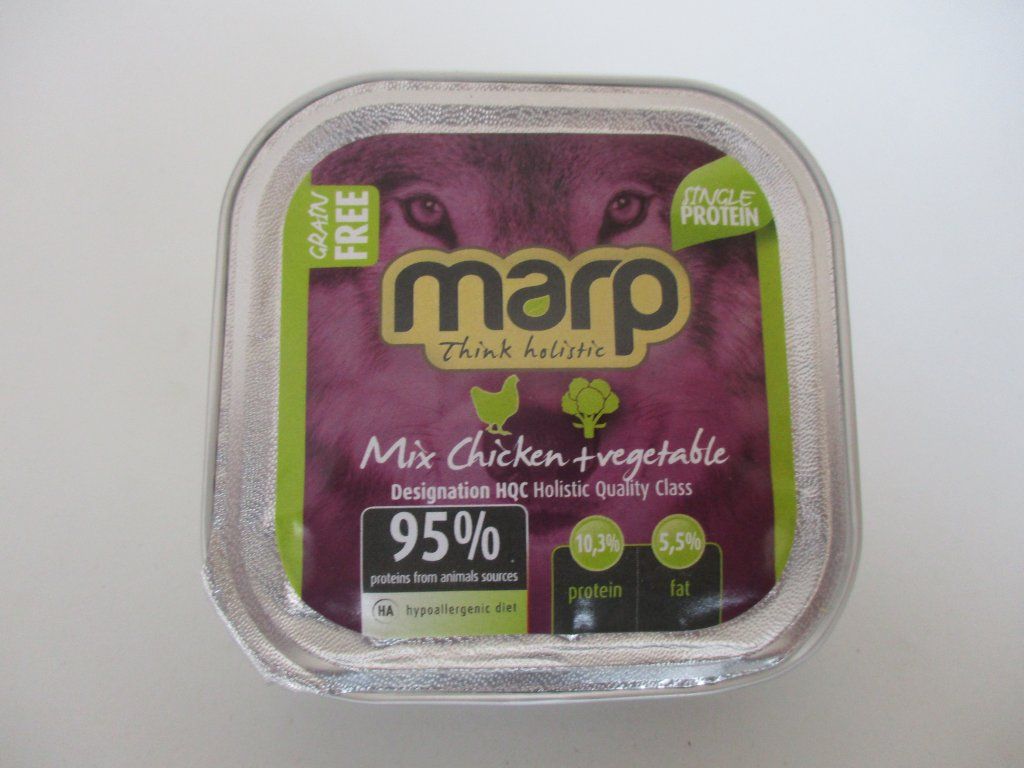 GRAIN
FREE
SINGLE
PROTEIN
marp
Think holistic
Mix Chicken + vegetable
Designation HQC Holistic Quality Class
95%
proteins from animals sources
HA hypoallergenic diet
10,3%
protein
5,5%
fat